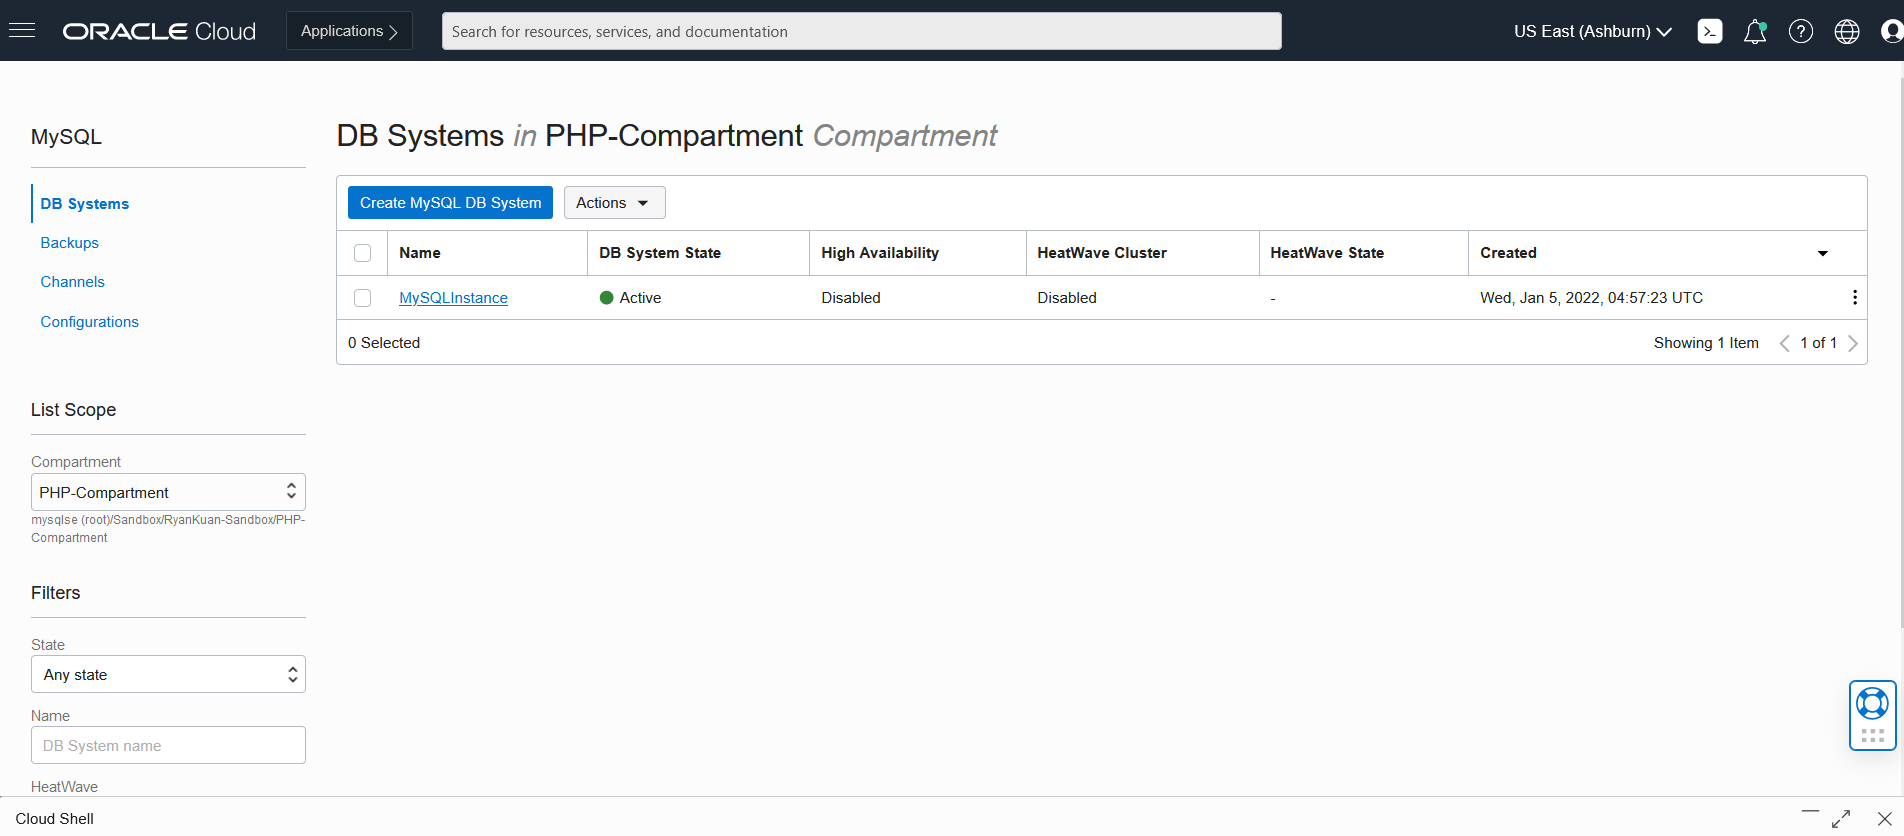 ORACLE Cloud
Applications
Search for resources, services, and documentation
US East (Ashburn)
MySQL
DB Systems
Backups
Channels
Configurations
List Scope
Compartment
PHP-Compartment
mysqlse (root)/Sandbox/RyanKuan-Sandbox/PHP-
Compartment
Filters
State
Any state
Name
DB System name
HeatWave
DB Systems in PHP-Compartment Compartment
Create MySQL DB System Actions
Name DB System State High Availability HeatWave Cluster HeatWave State Created
MySQLInstance Active Disabled Disabled - Wed, Jan 5, 2022, 04:57:23 UTC
0 Selected Showing 1 Item 1 of 1
Cloud Shell